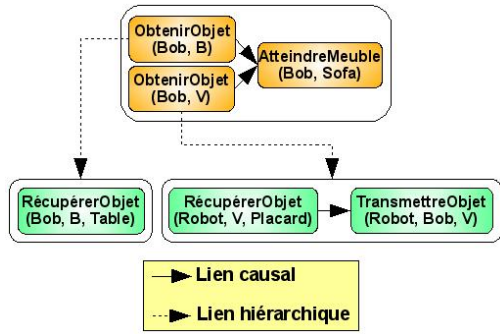 ObtenirObjet
(Bob, B)
AtteindreMeuble
(Bob, Sofa)
ObtenirObjet
(Bob, V)
RécupérerObjet
(Bob, B, Table)
RécupérerObjet
(Robot, V, Placard)
TransmettreObjet
(Robot, Bob, V)
Lien causal
Lien hiérarchique